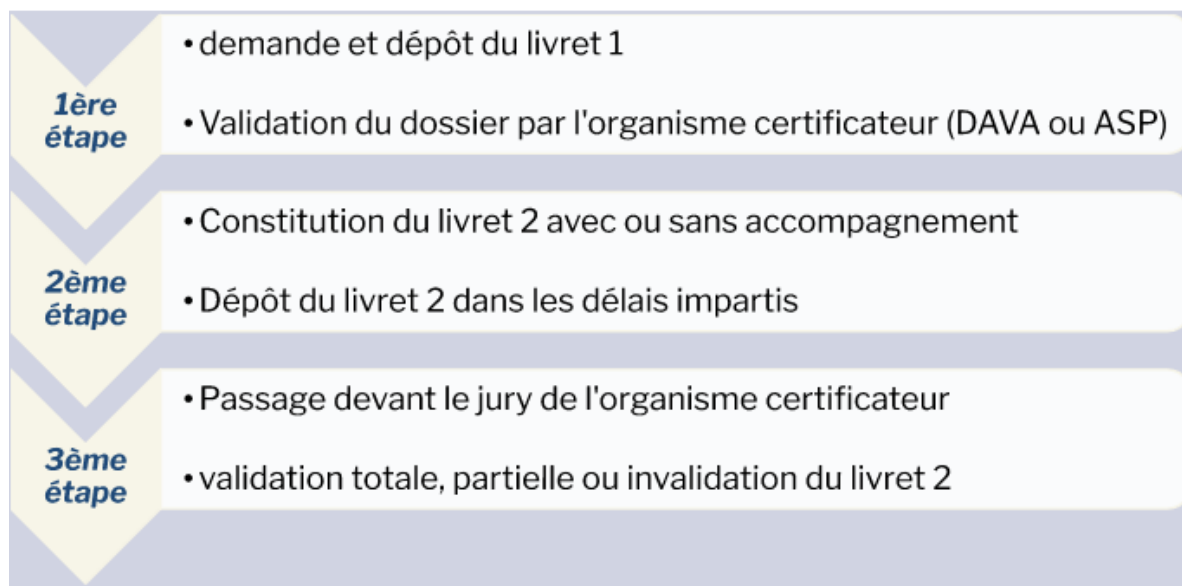 1ère
étape
• demande et dépôt du livret 1
• Validation du dossier par l'organisme certificateur (DAVA ou ASP)
2ème
étape
• Constitution du livret 2 avec ou sans accompagnement
• Dépôt du livret 2 dans les délais impartis
3ème
étape
• Passage devant le jury de l'organisme certificateur
• validation totale, partielle ou invalidation du livret 2